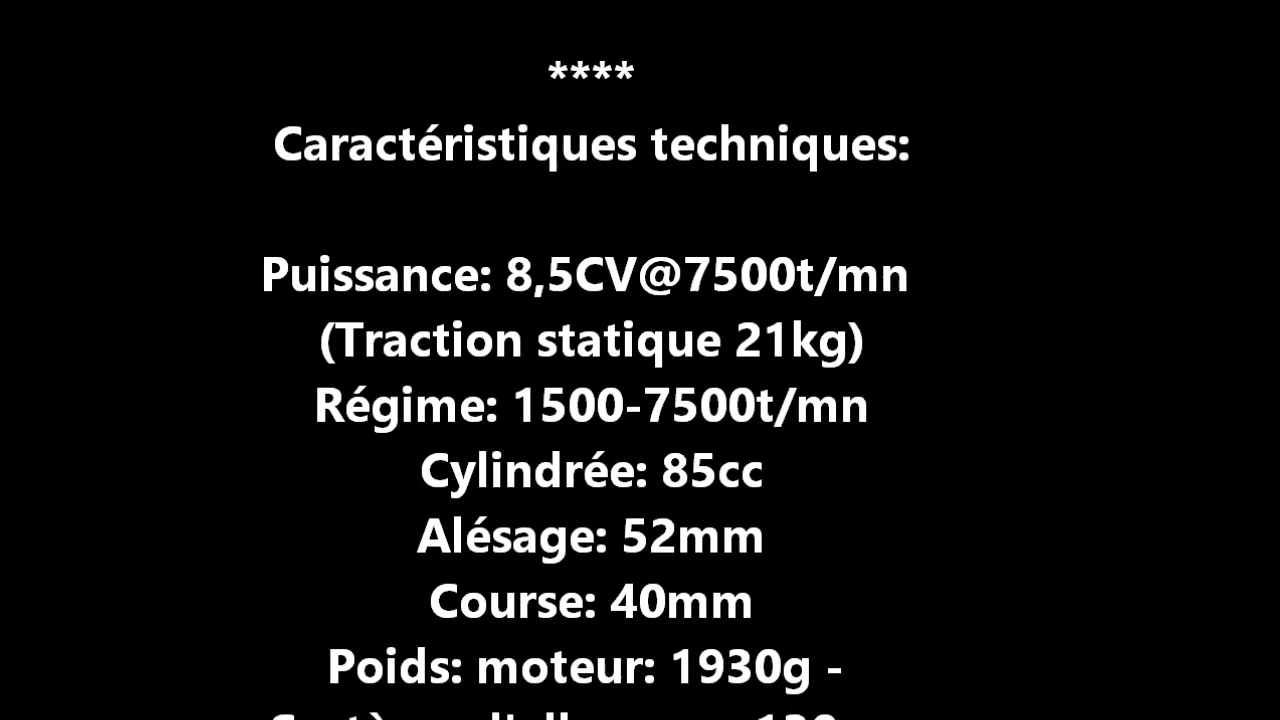 ****
Caractéristiques techniques:
Puissance: 8,5CV@7500t/mn
(Traction statique 21kg)
Régime: 1500-7500t/mn
Cylindrée: 85cc
Alésage: 52mm
Course: 40mm
Poids: moteur: 1930g -